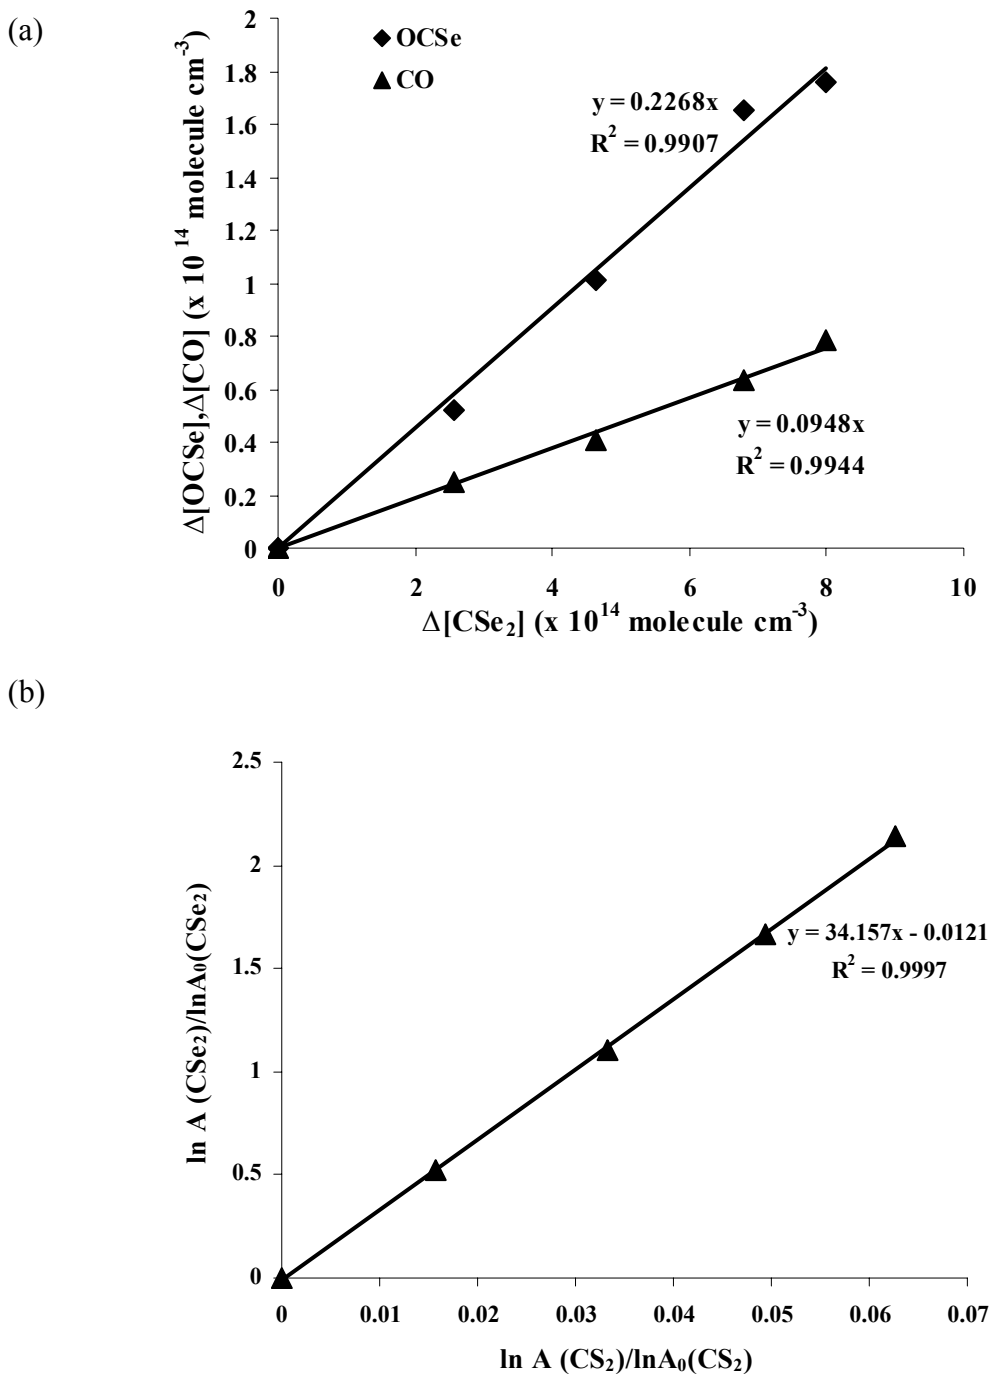 (a)
2
1.8
1.6
1.4
1.2
1
0.8
0.6
0.4
0.2
0
Δ[OCSe],Δ[CO] (x 10¹⁴ molecule cm⁻³)
OCSe
CO
y = 0.2268x
R² = 0.9907
y = 0.0948x
R² = 0.9944
0 2 4 6 8 10
Δ[CSe₂] (x 10¹⁴ molecule cm⁻³)
(b)
2.5
2
1.5
1
0.5
0
ln A (CSe₂)/lnA₀(CSe₂)
y = 34.157x - 0.0121
R² = 0.9997
0 0.01 0.02 0.03 0.04 0.05 0.06 0.07
ln A (CS₂)/lnA₀(CS₂)